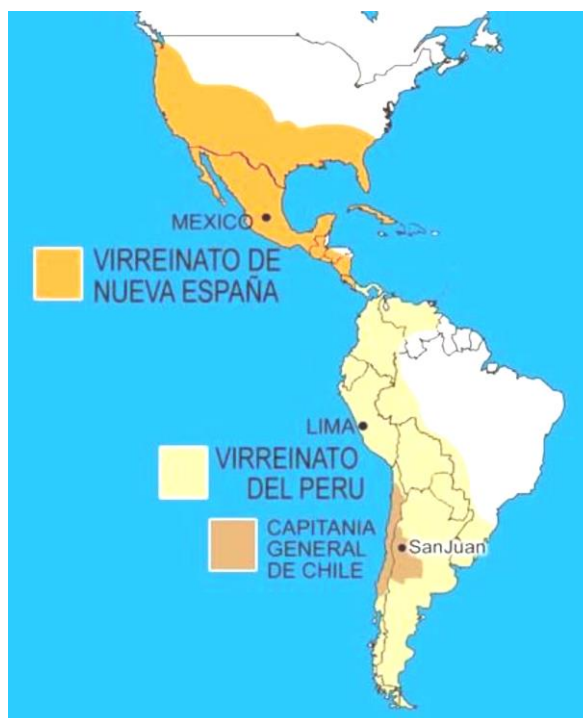 MEXICO
VIRREINATO DE
NUEVA ESPAÑA
LIMA
VIRREINATO
DEL PERU
CAPITANIA
GENERAL
DE CHILE
SanJuan